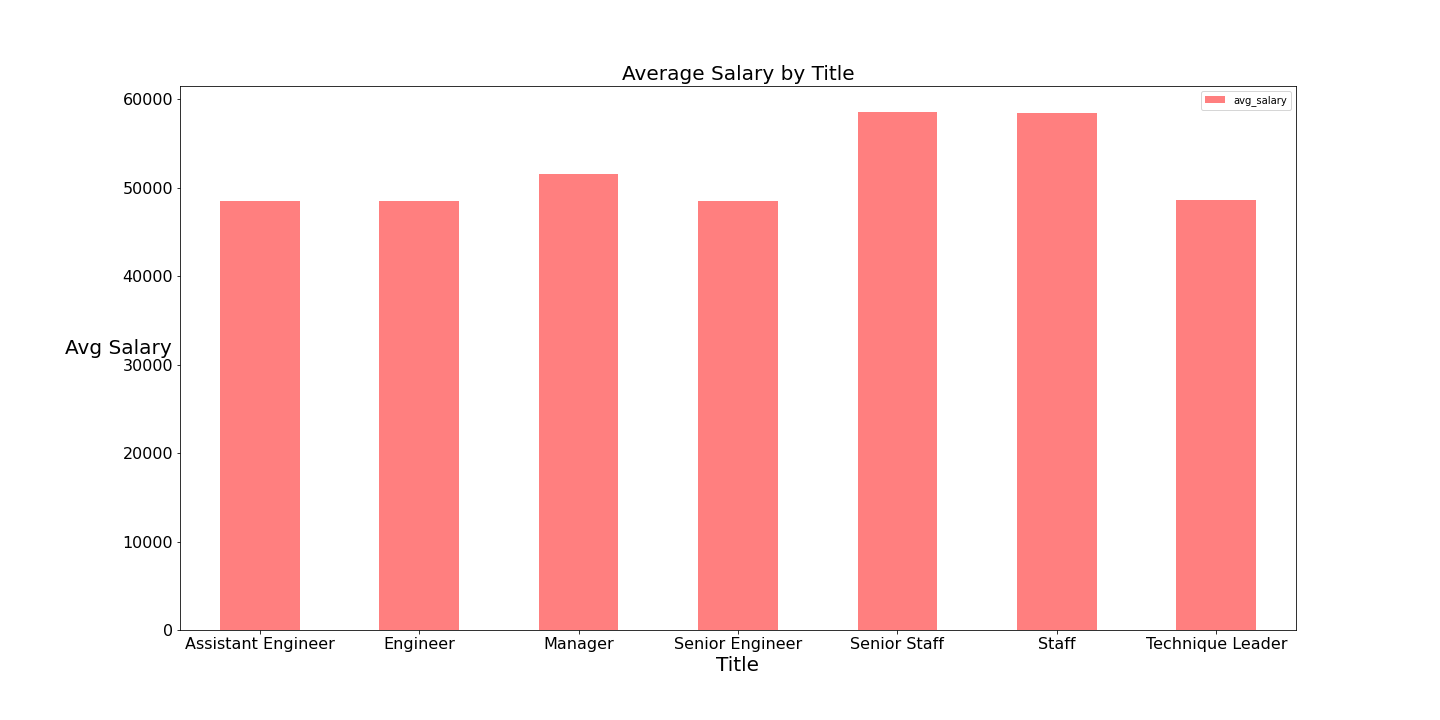 Average Salary by Title
avg_salary
60000
50000
40000
Avg Salary
30000
20000
10000
0
Assistant Engineer Engineer Manager Senior Engineer Senior Staff Staff Technique Leader
Title